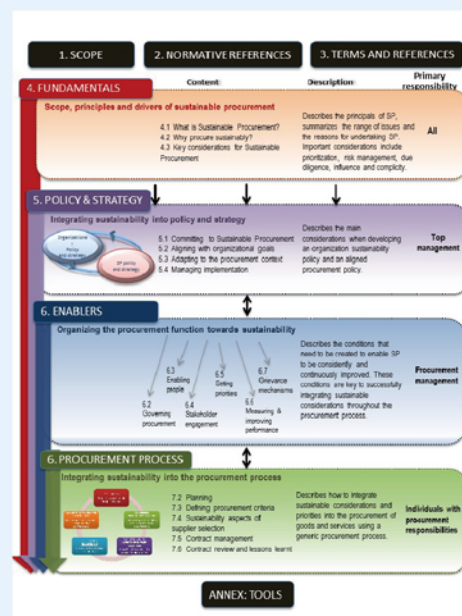 1. SCOPE
2. NORMATIVE REFERENCES
3. TERMS AND REFERENCES
Content
Description
Primary
responsibility
4. FUNDAMENTALS
Scope, principles and drivers of sustainable procurement
4.1 What is Sustainable Procurement?
4.2 Why procure sustainably?
4.3 Key considerations for Sustainable
Procurement
Describes the principals of SP,
summarizes the range of issues and
the reasons for undertaking SP.
Important considerations include
prioritization, risk management, due
diligence, influence and complicity.
All
5. POLICY & STRATEGY
Integrating sustainability into policy and strategy
Policy
and strategy
SP policy
and strategy
5.1 Committing to Sustainable Procurement
5.2 Aligning with organizational goals
5.3 Adapting to the procurement context
5.4 Managing implementation
Describes the main
considerations when developing
an organization sustainability
policy and an aligned
procurement policy.
Top
management
6. ENABLERS
Organizing the procurement function towards sustainability
6.2
Governing
procurement
6.3
Enabling
people
6.4
Stakeholder
engagement
6.5
Setting
priorities
6.6
Measuring &
improving
performance
6.7
Grievance
mechanisms
Describes the conditions that
need to be created to enable SP
to be consistently and
continuously improved. These
conditions are key to successfully
integrating sustainable
considerations throughout the
procurement process.
Procurement
management
6. PROCUREMENT PROCESS
Integrating sustainability into the procurement process
7.2 Planning
7.3 Defining procurement criteria
7.4 Sustainability aspects of
supplier selection
7.5 Contract management
7.6 Contract review and lessons learnt
Describes how to integrate
sustainable considerations and
priorities into the procurement of
goods and services using a
generic procurement process.
Individuals with
procurement
responsibilities
ANNEX: TOOLS